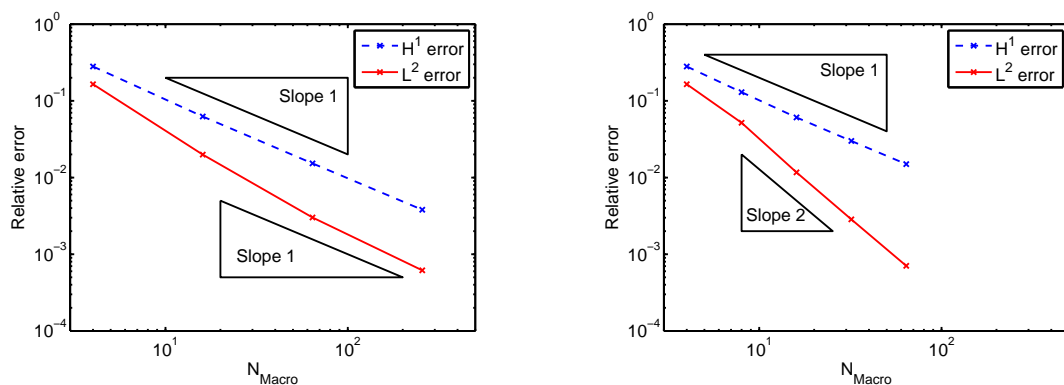 10^0
10^-1
10^-2
10^-3
10^-4
10^1
10^2
Relative error
N_Macro
H^1 error
L^2 error
Slope 1
Slope 1
10^0
10^-1
10^-2
10^-3
10^-4
10^1
10^2
Relative error
N_Macro
H^1 error
L^2 error
Slope 1
Slope 2